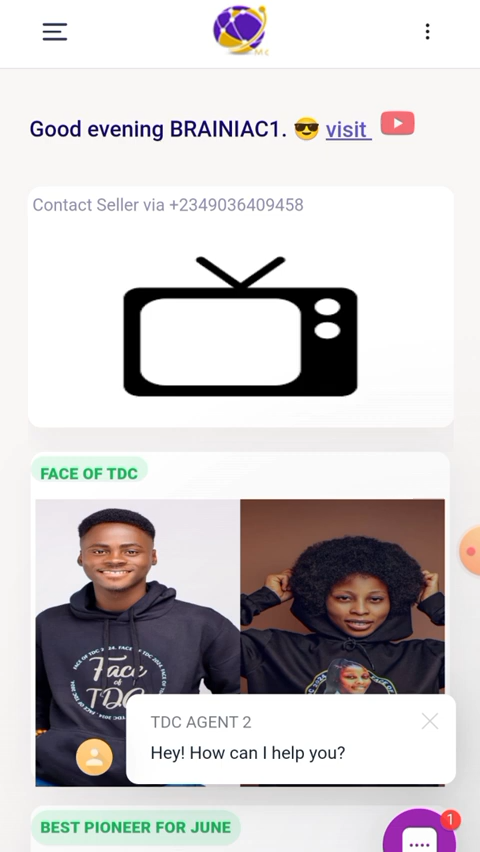 Good evening BRAINIAC1. 😎 visit
Contact Seller via +2349036409458
FACE OF TDC
Face
of
TDC
TDC AGENT 2
Hey! How can I help you?
BEST PIONEER FOR JUNE
1